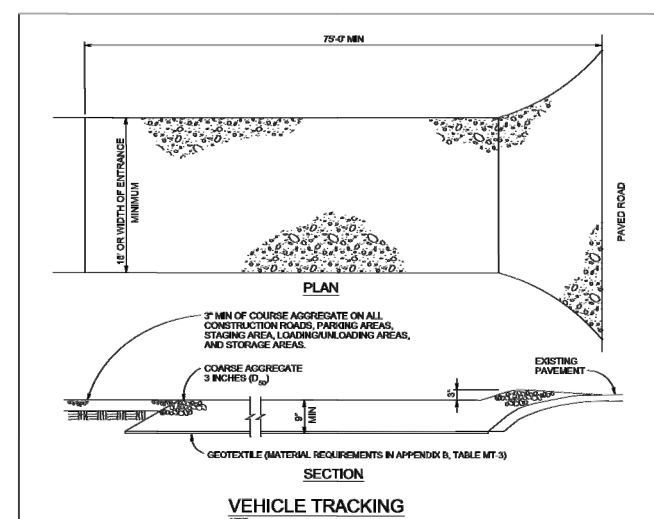 75'-0" MIN
18' OR WIDTH OF ENTRANCE
MINIMUM
PAVED ROAD
PLAN
3" MIN OF COURSE AGGREGATE ON ALL
CONSTRUCTION ROADS, PARKING AREAS,
STAGING AREA, LOADING/UNLOADING AREAS,
AND STORAGE AREAS.
COARSE AGGREGATE
3 INCHES (D50)
EXISTING
PAVEMENT
3"
9"
MIN
GEOTEXTILE (MATERIAL REQUIREMENTS IN APPENDIX B, TABLE MT-3)
SECTION
VEHICLE TRACKING